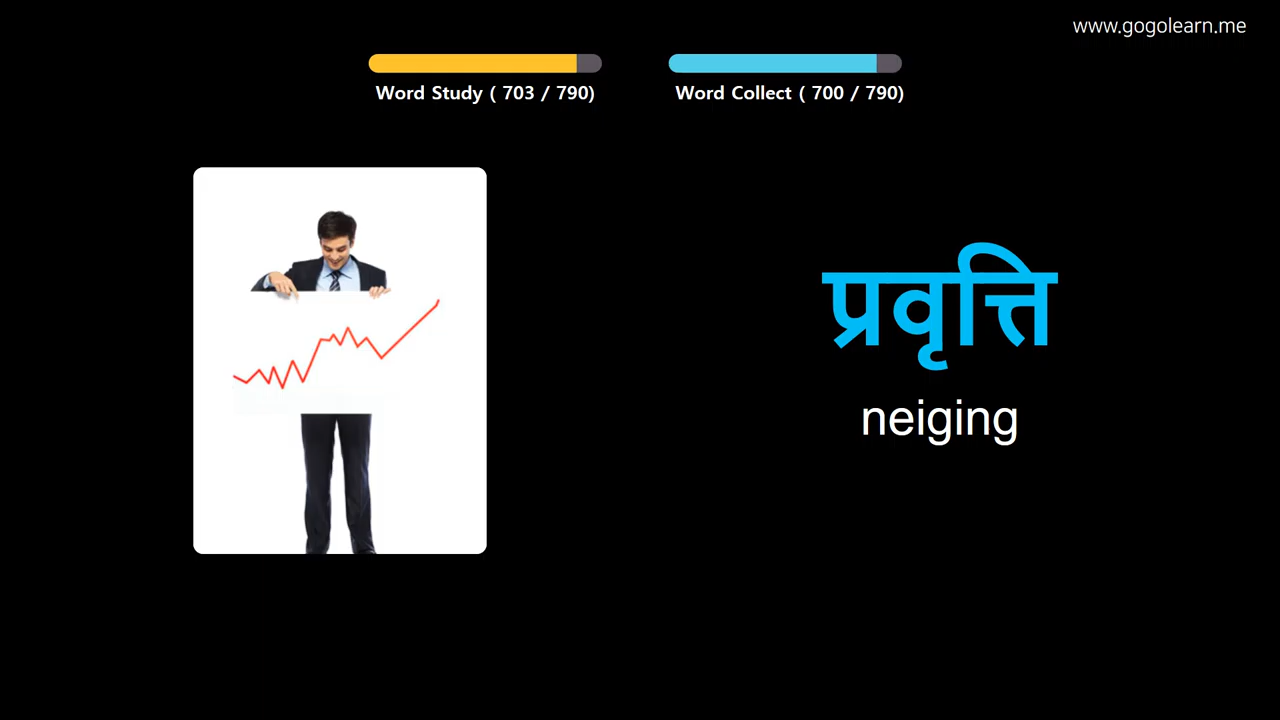 www.gogolearn.me
Word Study ( 703 / 790)
Word Collect ( 700 / 790)
प्रवृत्ति
neiging